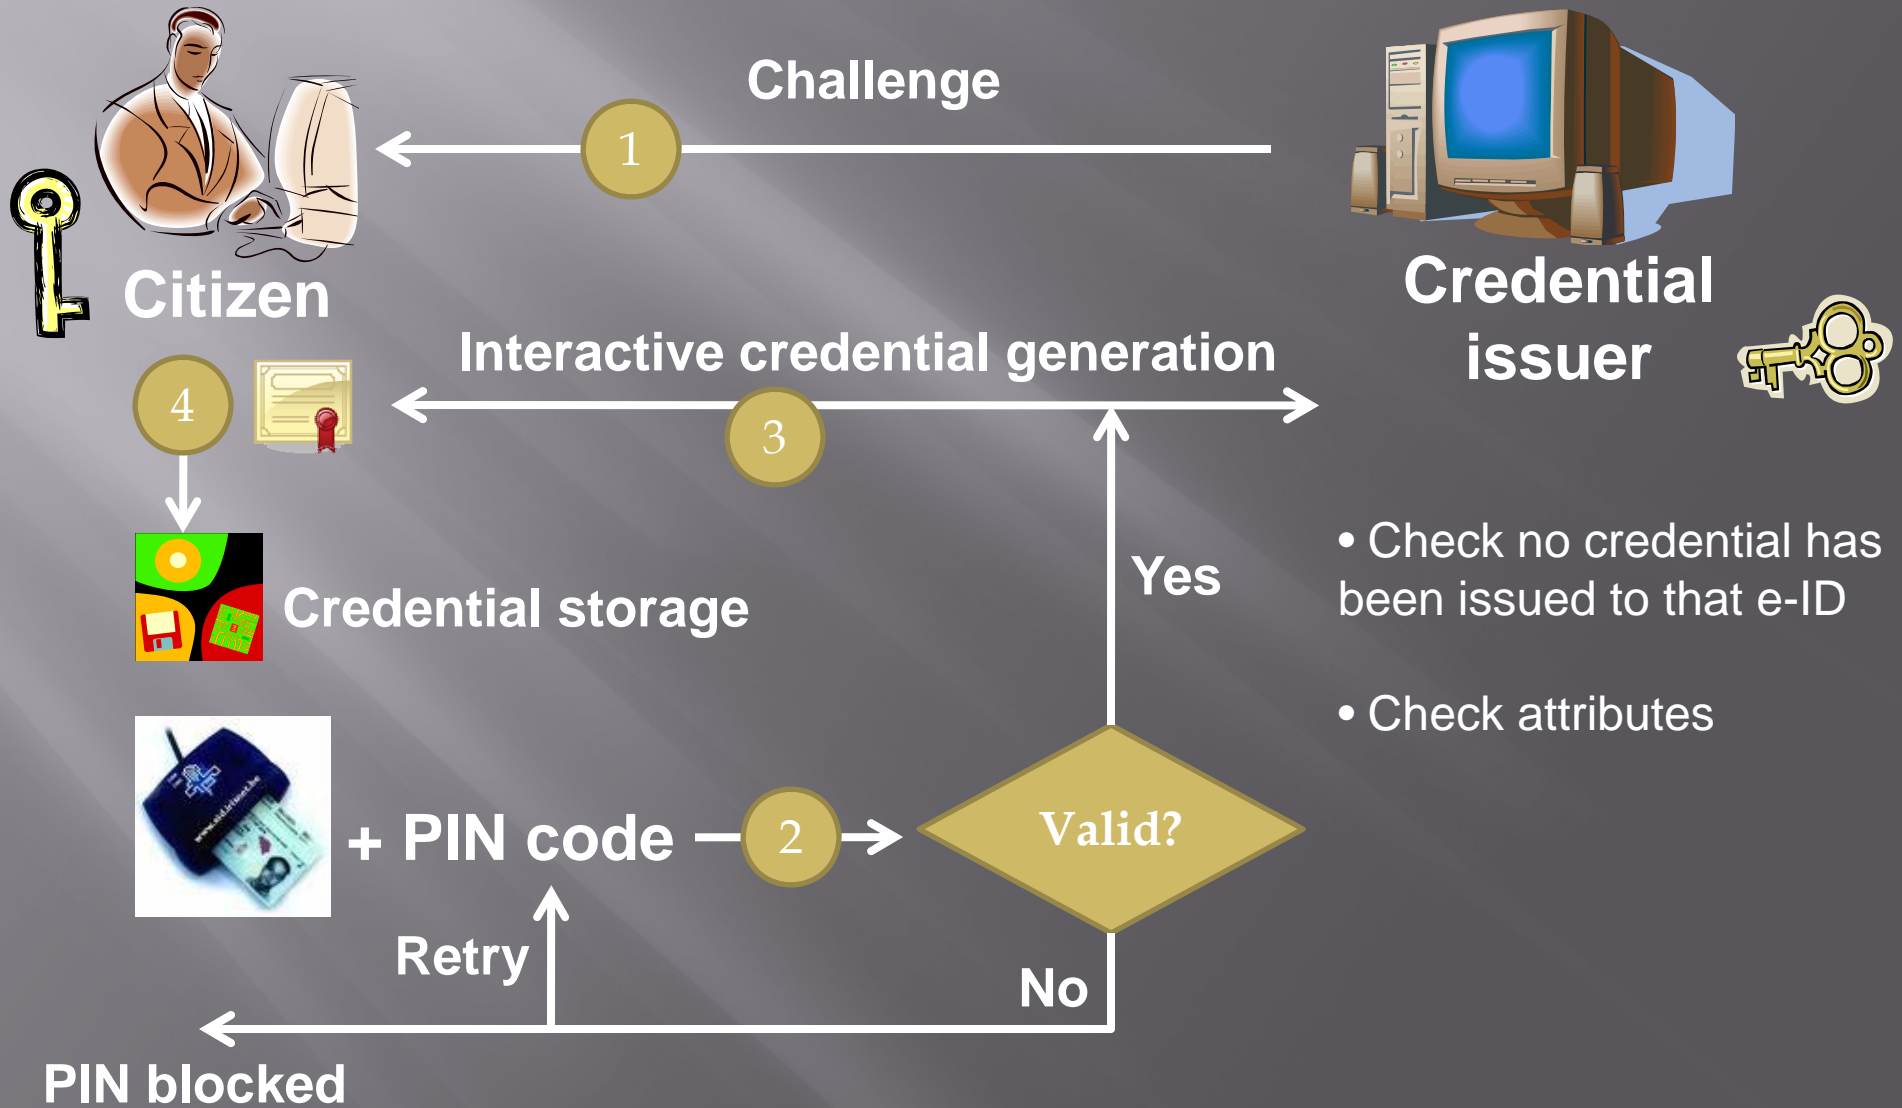 Challenge
1
Citizen
Credential
issuer
Interactive credential generation
4
3
Credential storage
Yes
• Check no credential has
been issued to that e-ID
• Check attributes
+ PIN code
2
Valid?
Retry
No
PIN blocked